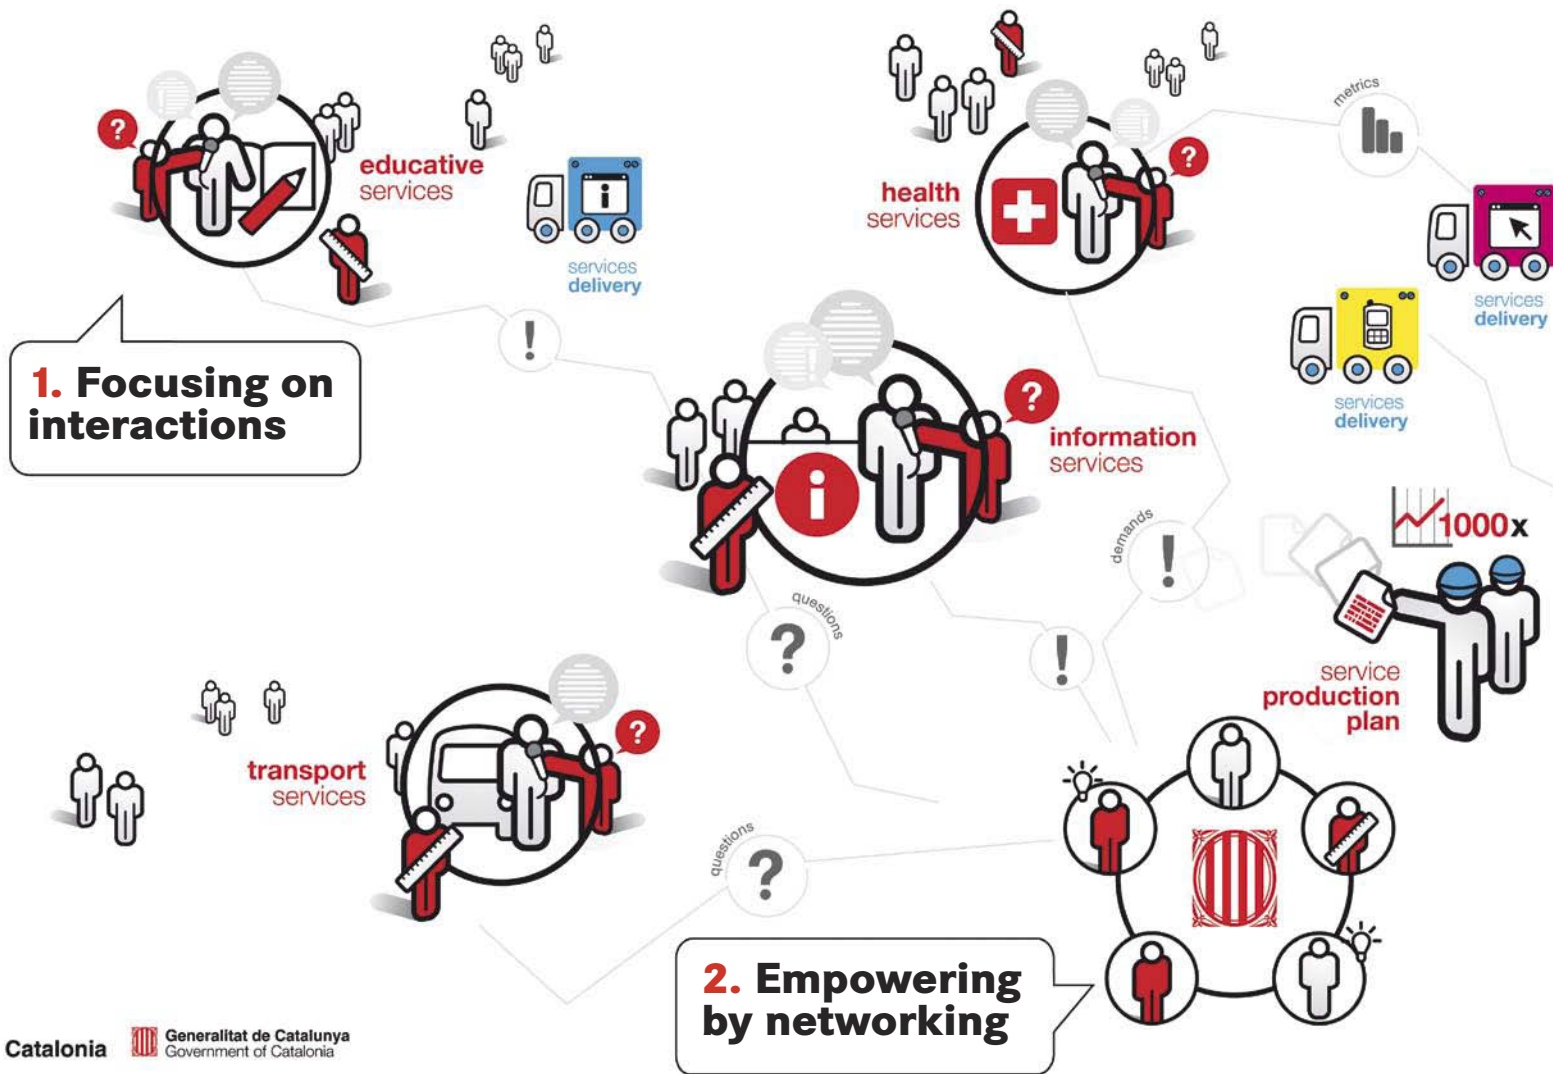 ?
educative
services
i
services
delivery
1. Focusing on
interactions
!
health
services
?
metrics
services
delivery
services
delivery
?
information
services
i
demands
!
questions
?
!
1000x
service
production
plan
?
transport
services
questions
?
2. Empowering
by networking
Catalonia
Generalitat de Catalunya
Government of Catalonia